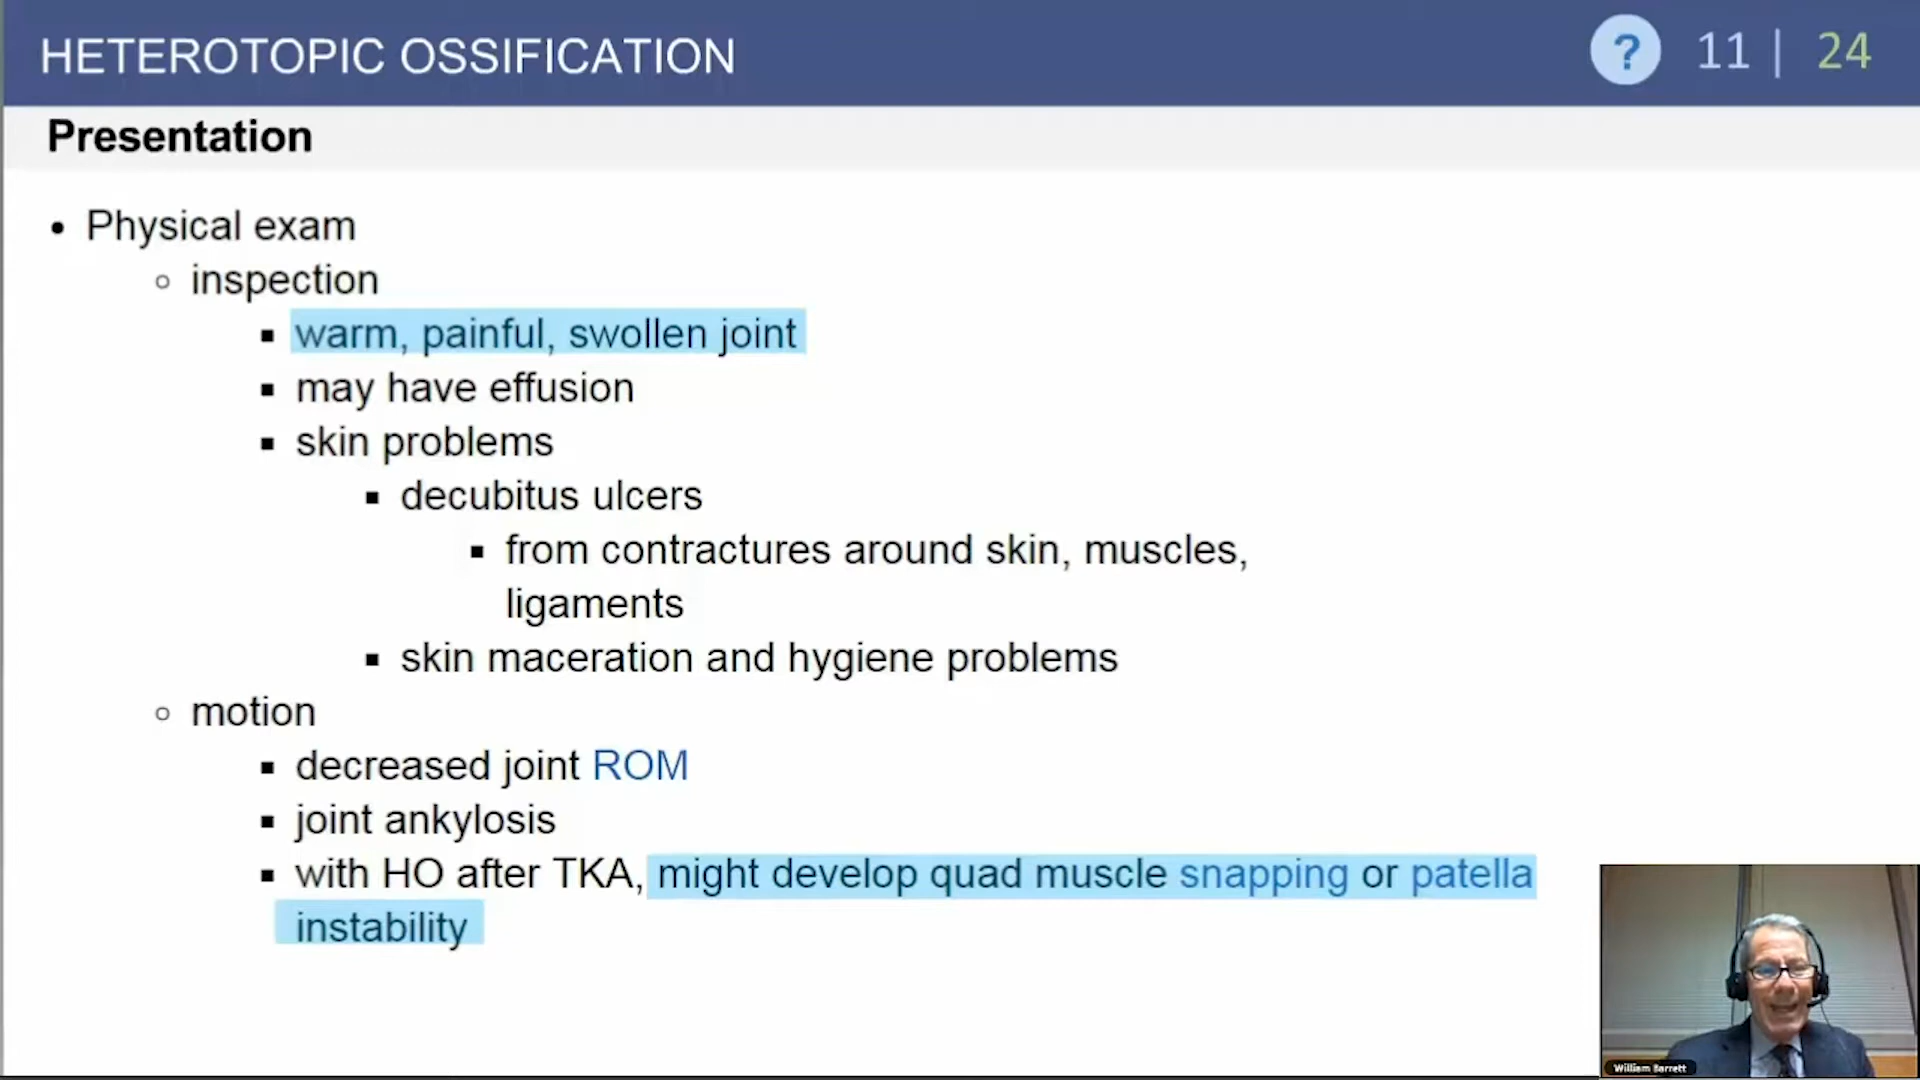 HETEROTOPIC OSSIFICATION
? 11 | 24
Presentation
Physical exam
inspection
warm, painful, swollen joint
may have effusion
skin problems
decubitus ulcers
from contractures around skin, muscles,
ligaments
skin maceration and hygiene problems
motion
decreased joint ROM
joint ankylosis
with HO after TKA, might develop quad muscle snapping or patella
instability
William Barrett